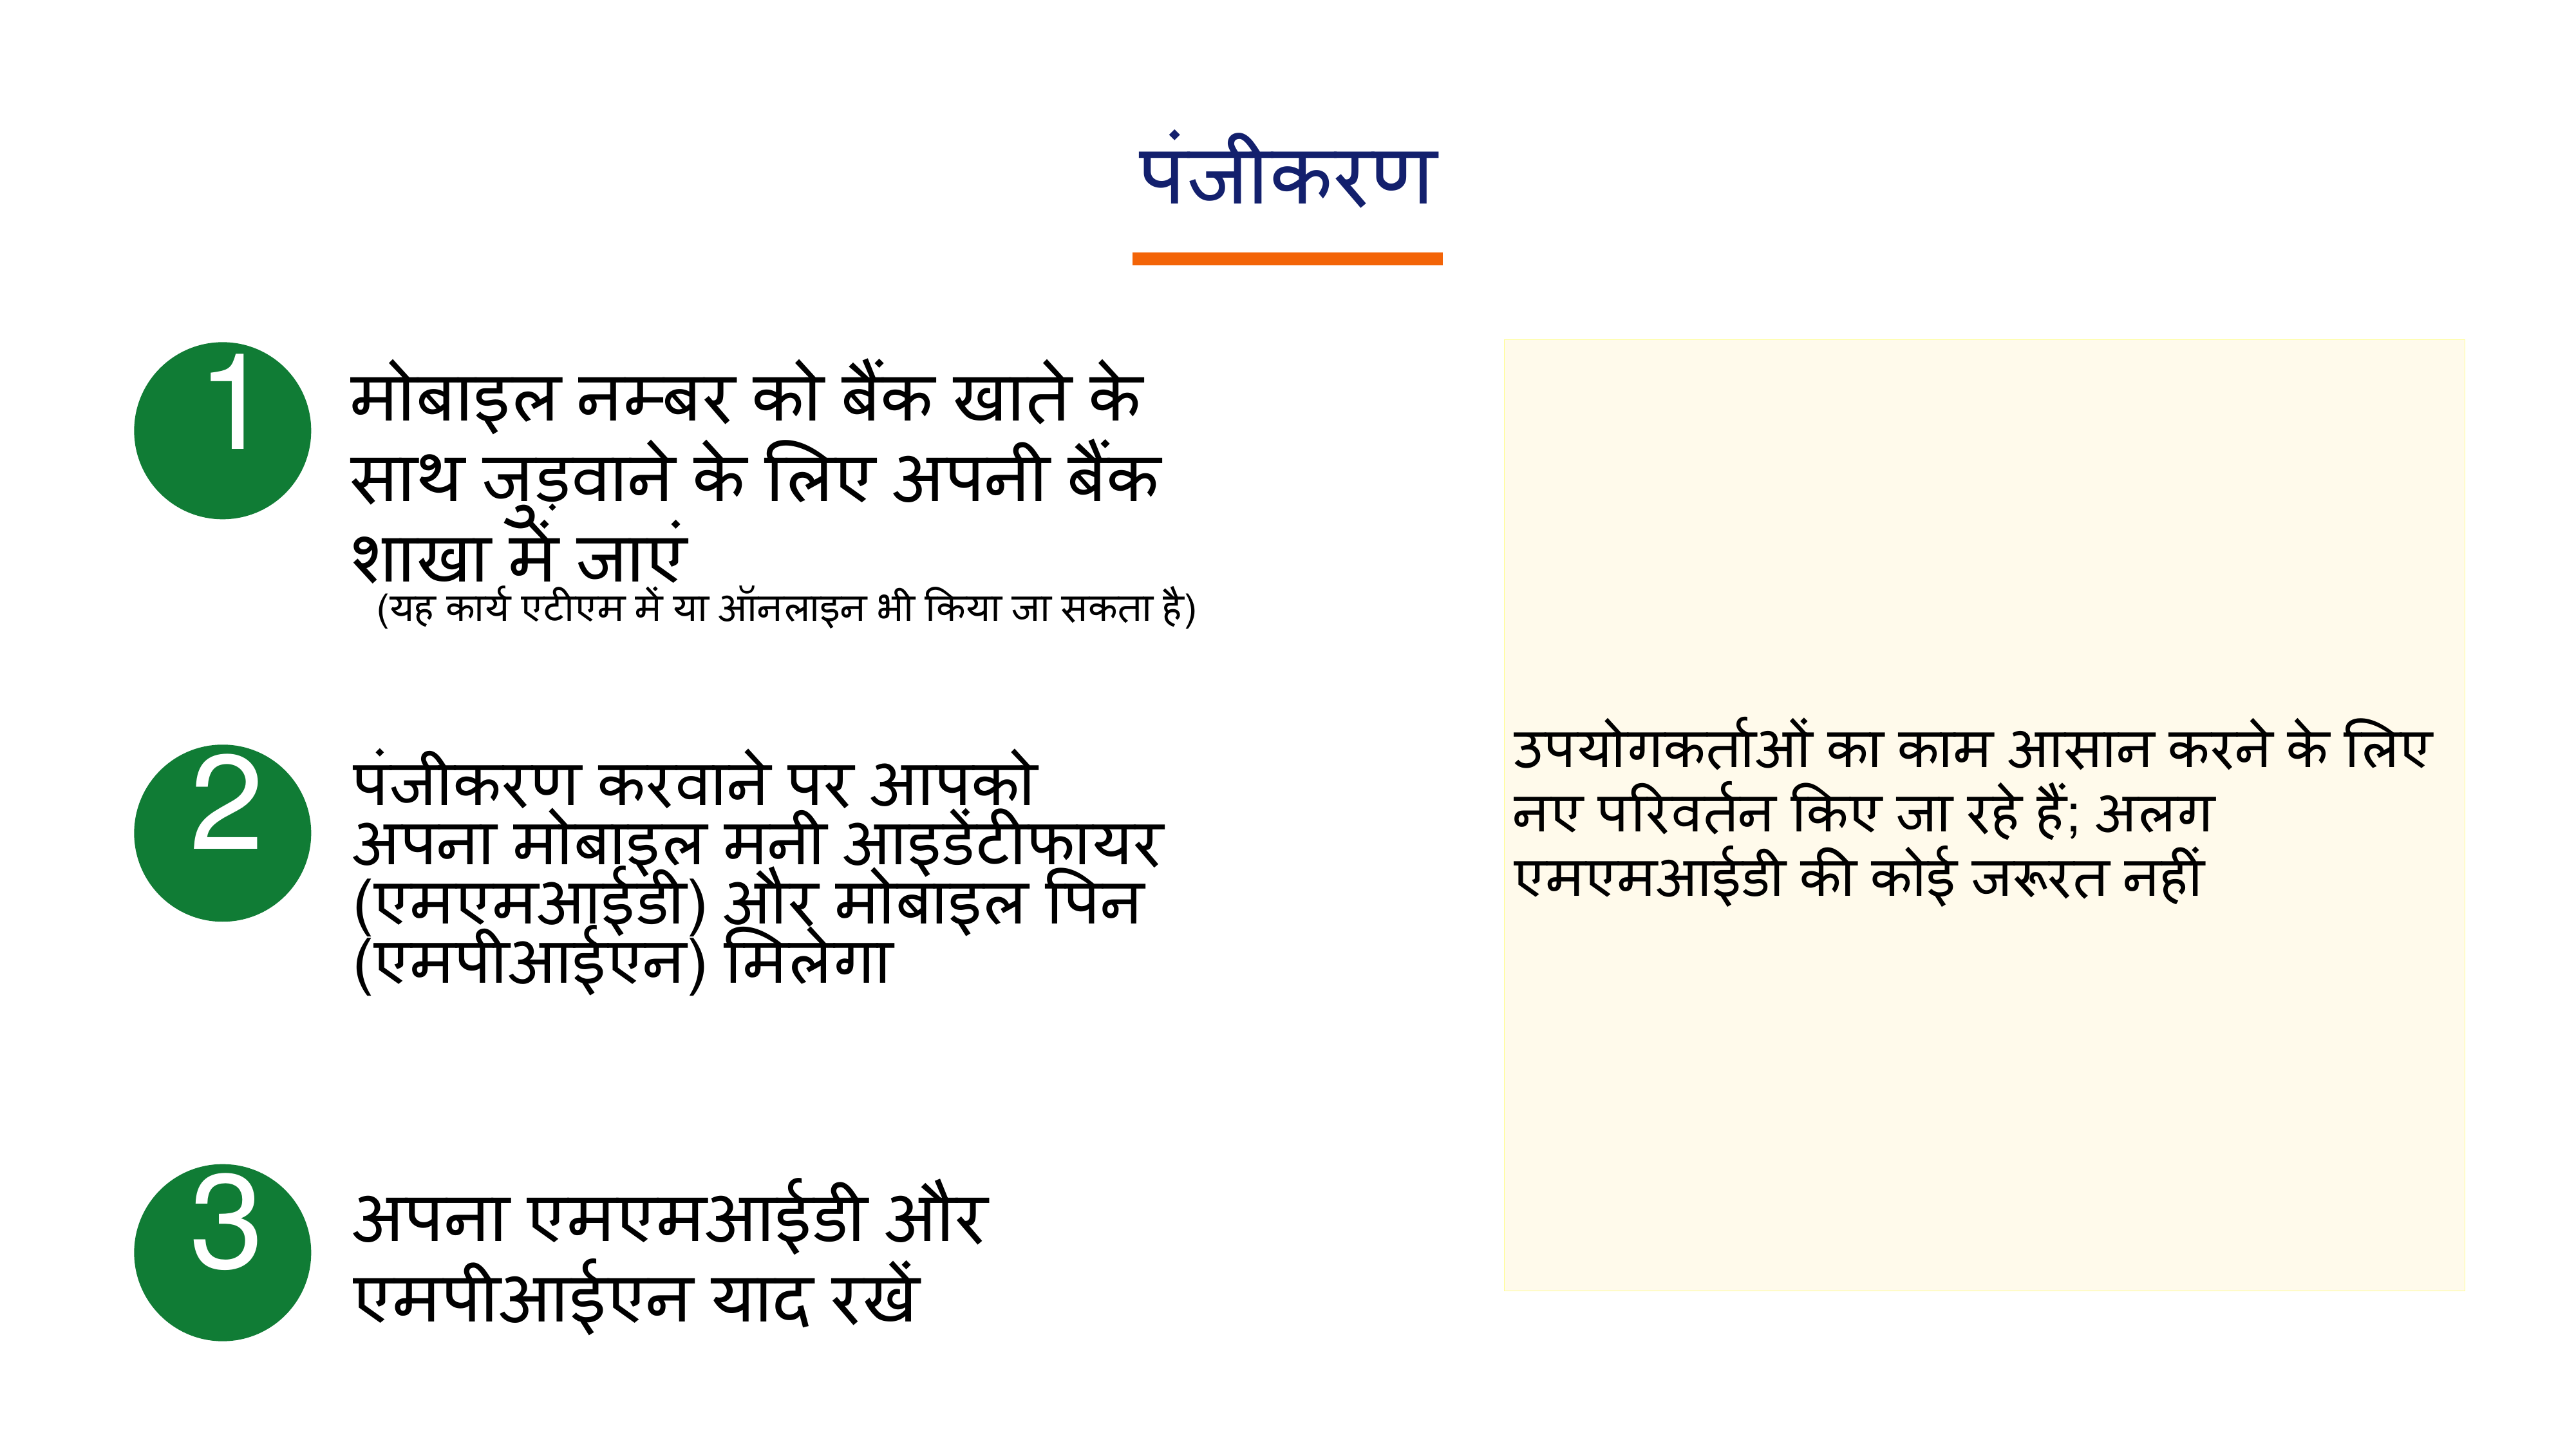 पंजीकरण
1
मोबाइल नम्बर को बैंक खाते के
साथ जुड़वाने के लिए अपनी बैंक
शाखा में जाएं
(यह कार्य एटीएम में या ऑनलाइन भी किया जा सकता है)
2
पंजीकरण करवाने पर आपको
अपना मोबाइल मनी आइडेंटीफायर
(एमएमआईडी) और मोबाइल पिन
(एमपीआईएन) मिलेगा
3
अपना एमएमआईडी और
एमपीआईएन याद रखें
उपयोगकर्ताओं का काम आसान करने के लिए
नए परिवर्तन किए जा रहे हैं; अलग
एमएमआईडी की कोई जरूरत नहीं